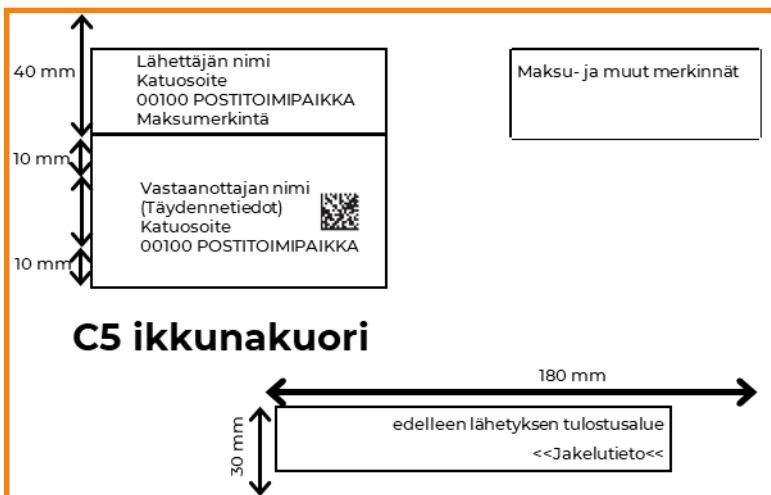 40 mm
Lähettäjän nimi
Katuosoite
00100 POSTITOIMIPAIKKA
Maksumerkintä
Maksu- ja muut merkinnät
10 mm
Vastaanottajan nimi
(Täydennetiedot)
Katuosoite
00100 POSTITOIMIPAIKKA
10 mm
C5 ikkunakuori
180 mm
30 mm
edelleen lähetyksen tulostusalue
<<Jakelutieto<<